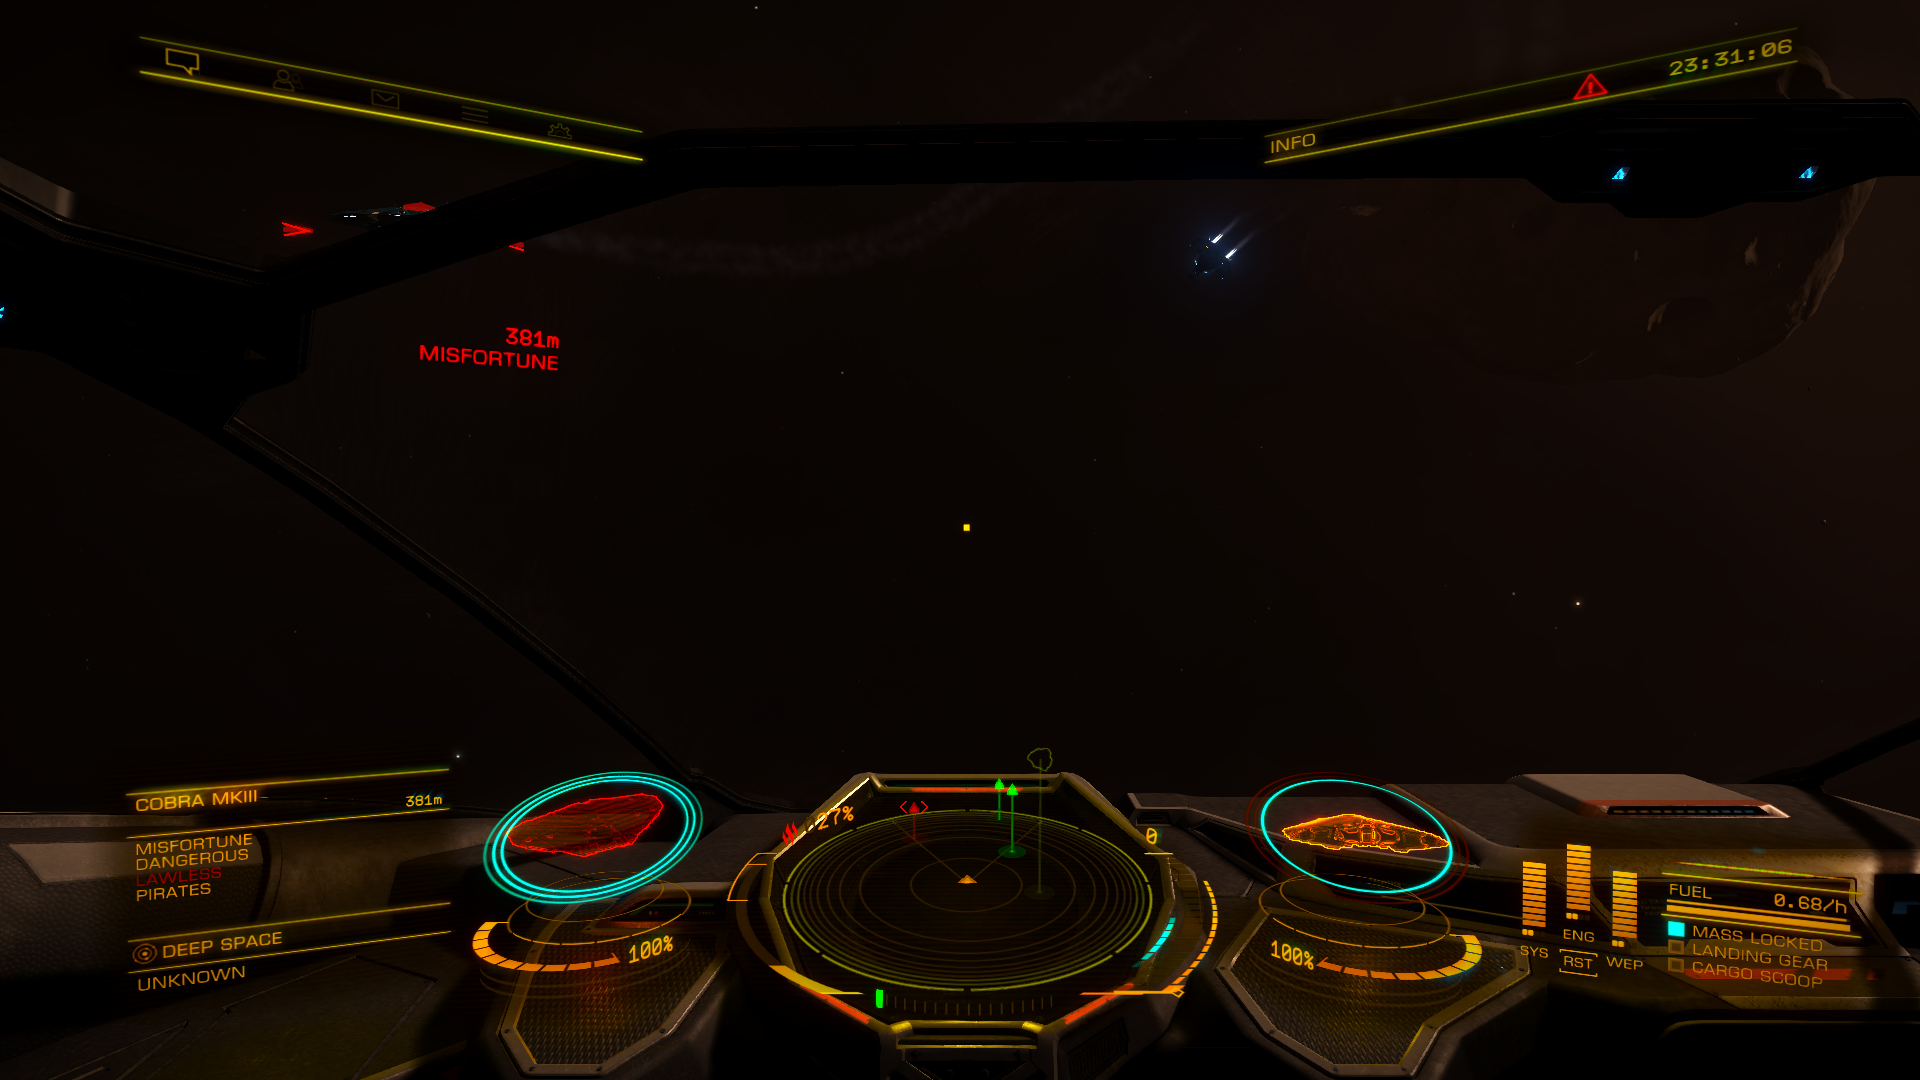 23:31:06
INFO
381m
MISFORTUNE
COBRA MKIII
381m
MISFORTUNE
DANGEROUS
LAWLESS
PIRATES
DEEP SPACE
UNKNOWN
100%
27%
0
100%
SYS
ENG
WEP
RST
FUEL
0.68/h
MASS LOCKED
LANDING GEAR
CARGO SCOOP